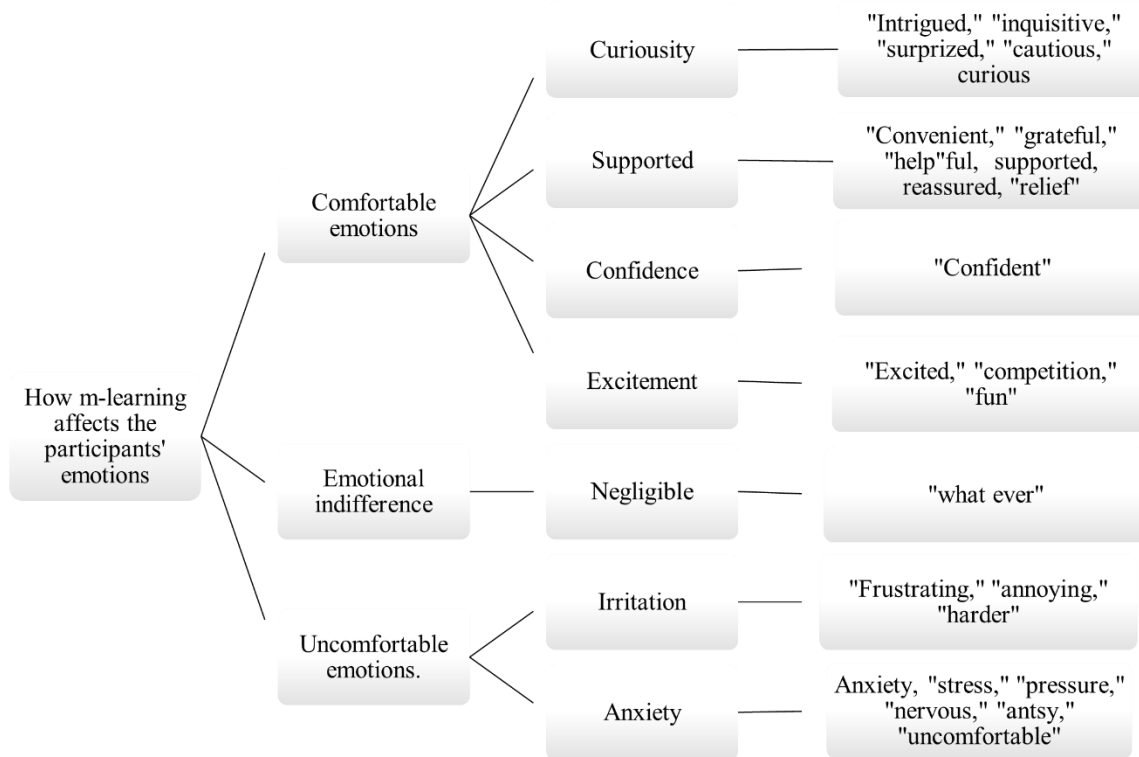 How m-learning
affects the
participants'
emotions
Comfortable
emotions
Curiousity
"Intrigued," "inquisitive,"
"surprized," "cautious,"
curious
Supported
"Convenient," "grateful,"
"help"ful, supported,
reassured, "relief"
Confidence
"Confident"
Excitement
"Excited," "competition,"
"fun"
Emotional
indifference
Negligible
"what ever"
Uncomfortable
emotions.
Irritation
"Frustrating," "annoying,"
"harder"
Anxiety
Anxiety, "stress," "pressure,"
"nervous," "antsy,"
"uncomfortable"